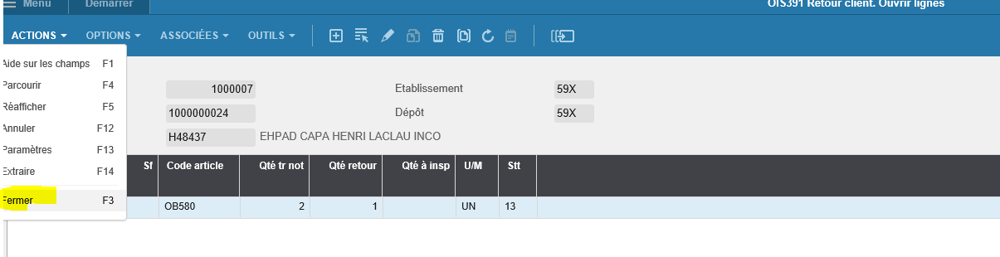 Menu Démarrer OIS391 Retour client. Ouvrir lignes
ACTIONS OPTIONS ASSOCIÉES OUTILS
Aide sur les champs F1
Parcourir F4
Réafficher F5
Annuler F12
Paramètres F13
Extraire F14
Fermer F3
1000007 Etablissement 59X
1000000024 Dépôt 59X
H48437 EHPAD CAPA HENRI LACLAU INCO
Sf Code article Qté tr not Qté retour Qté à insp U/M Stt
OB580 2 1 UN 13